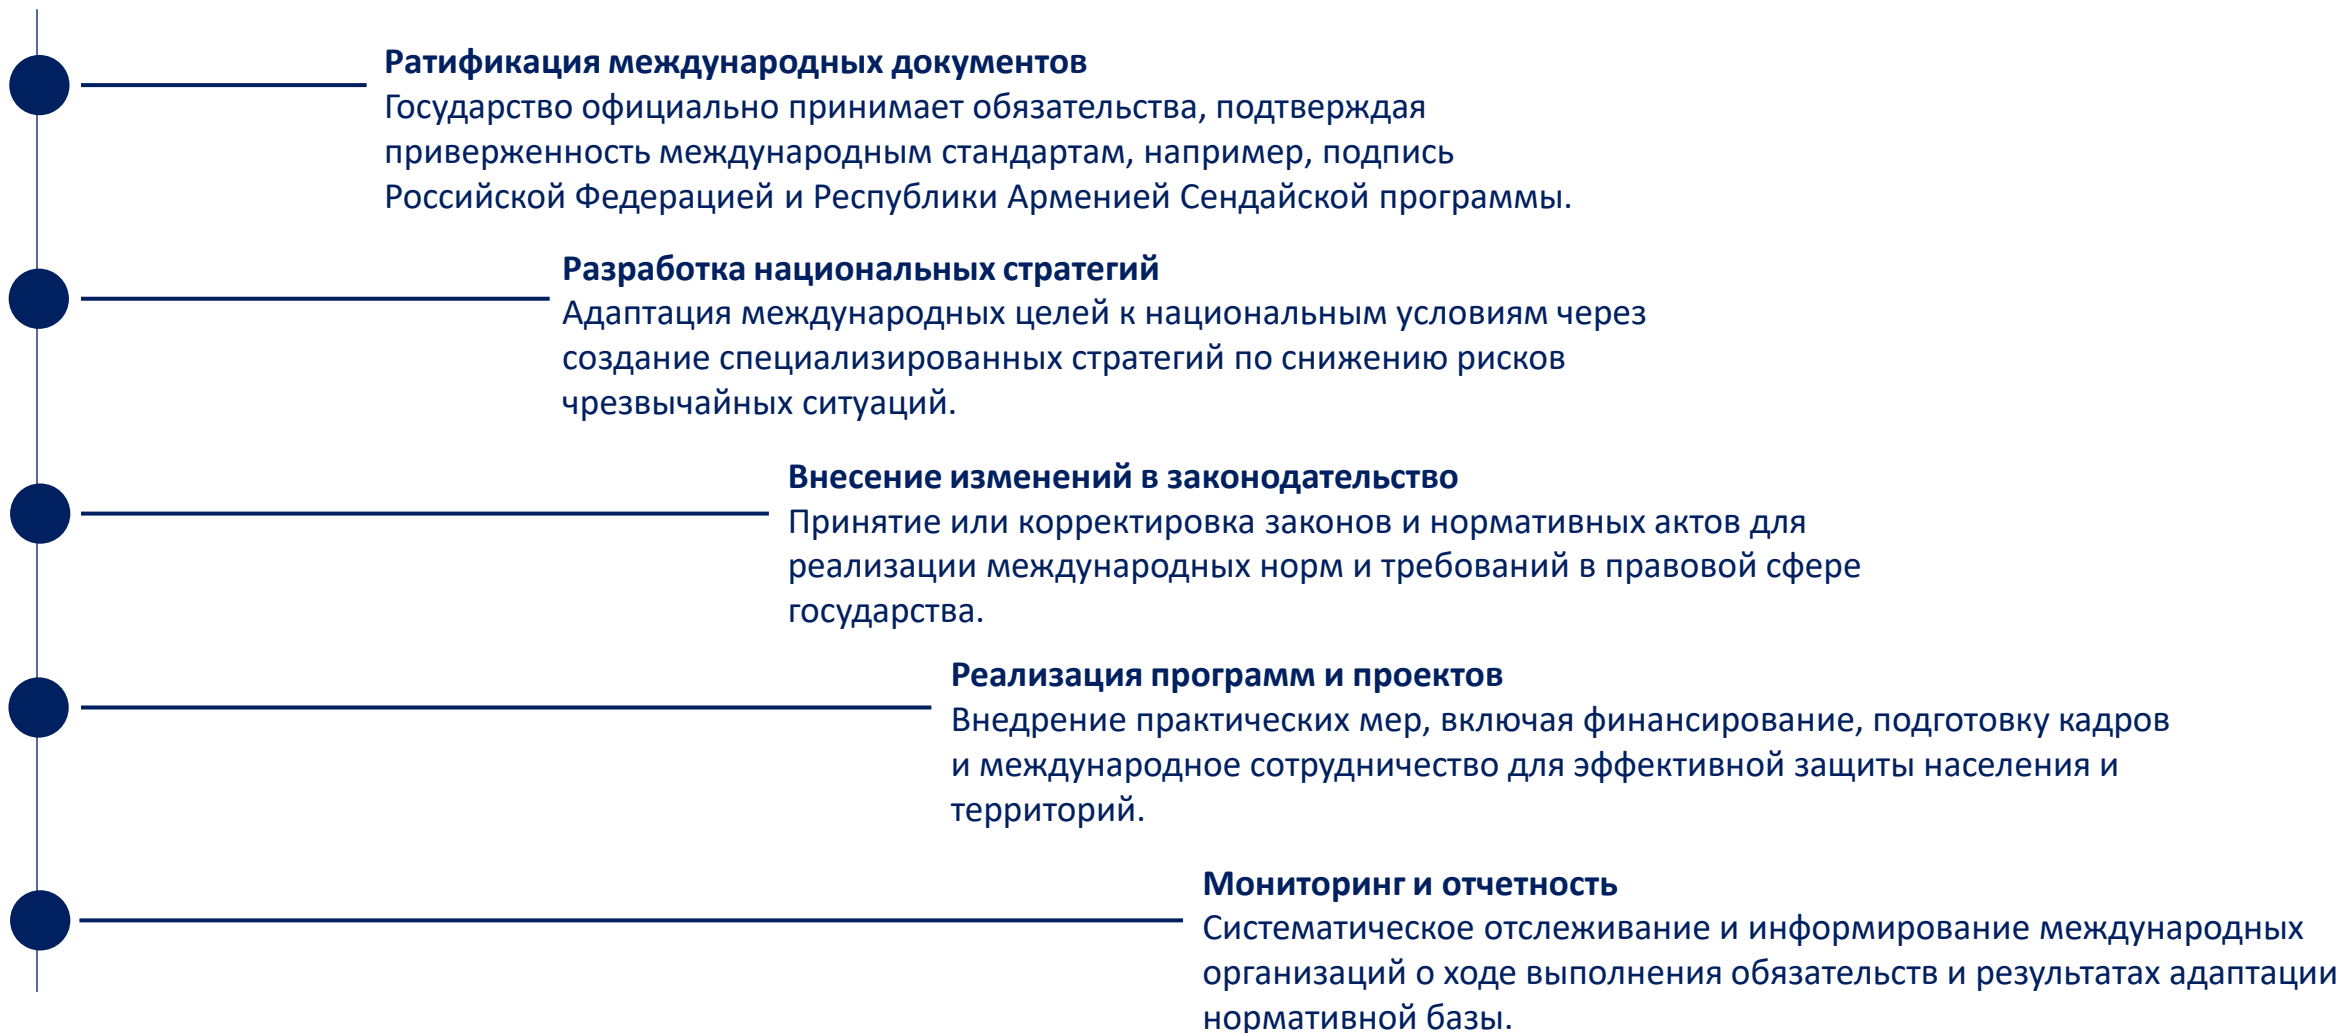 Ратификация международных документов
Государство официально принимает обязательства, подтверждая
приверженность международным стандартам, например, подпись
Российской Федерацией и Республики Арменией Сендайской программы.
Разработка национальных стратегий
Адаптация международных целей к национальным условиям через
создание специализированных стратегий по снижению рисков
чрезвычайных ситуаций.
Внесение изменений в законодательство
Принятие или корректировка законов и нормативных актов для
реализации международных норм и требований в правовой сфере
государства.
Реализация программ и проектов
Внедрение практических мер, включая финансирование, подготовку кадров
и международное сотрудничество для эффективной защиты населения и
территорий.
Мониторинг и отчетность
Систематическое отслеживание и информирование международных
организаций о ходе выполнения обязательств и результатах адаптации
нормативной базы.